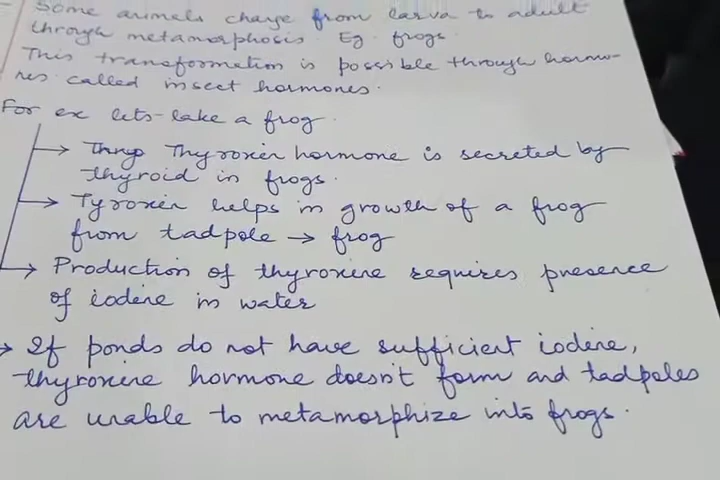 Some animals change from larva to adult
through metamorphosis. Eg. frogs.
This transformation is possible through hormo-
nes called insect hormones.
For ex lets take a frog.
→ Thryo Thyroxin hormone is secreted by
thyroid in frogs.
→ Tyroxin helps in growth of a frog
from tadpole → frog
→ Production of thyroxine requires presence
of iodine in water
→ If ponds do not have sufficient iodine,
thyroxine hormone doesn't form and tadpoles
are unable to metamorphize into frogs.